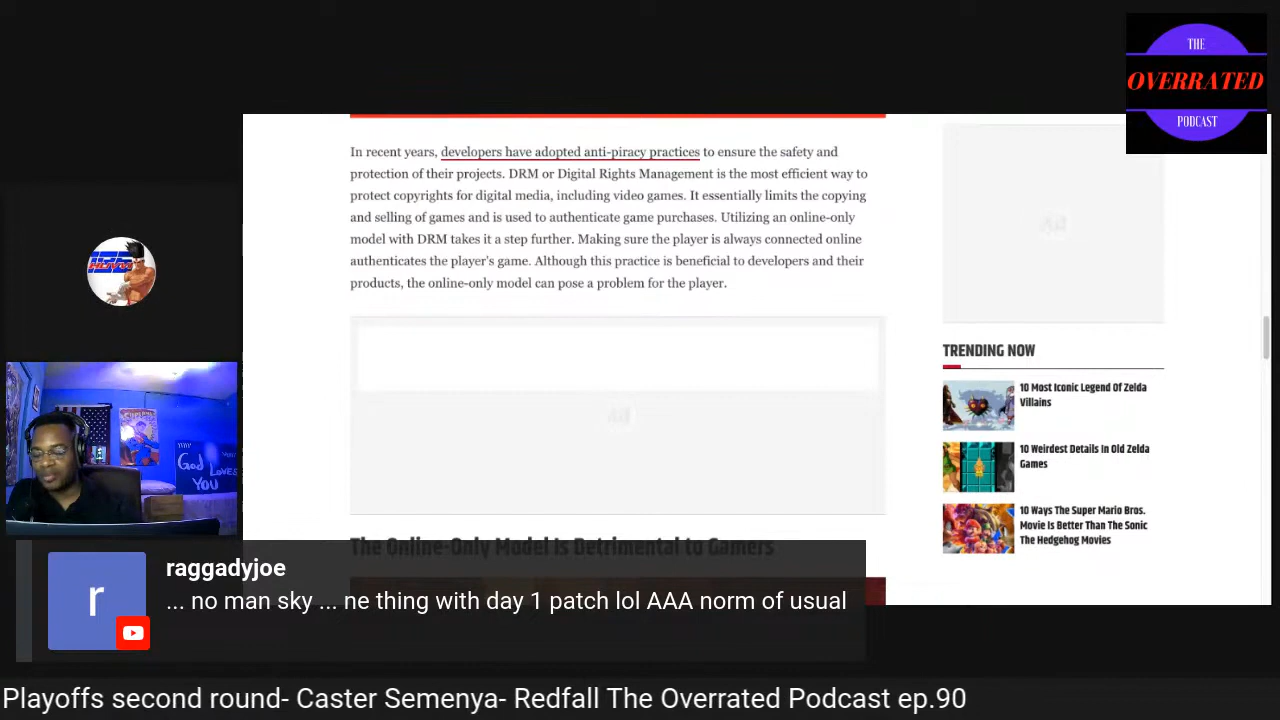 THE
OVERRATED
PODCAST
In recent years, developers have adopted anti-piracy practices to ensure the safety and
protection of their projects. DRM or Digital Rights Management is the most efficient way to
protect copyrights for digital media, including video games. It essentially limits the copying
and selling of games and is used to authenticate game purchases. Utilizing an online-only
model with DRM takes it a step further. Making sure the player is always connected online
authenticates the player's game. Although this practice is beneficial to developers and their
products, the online-only model can pose a problem for the player.
Ad
Ad
The Online-Only Model Is Detrimental to Gamers
TRENDING NOW
10 Most Iconic Legend Of Zelda
Villains
10 Weirdest Details In Old Zelda
Games
10 Ways The Super Mario Bros.
Movie Is Better Than The Sonic
The Hedgehog Movies
God Loves
You
r
raggadyjoe
... no man sky ... ne thing with day 1 patch lol AAA norm of usual
Playoffs second round- Caster Semenya- Redfall The Overrated Podcast ep.90